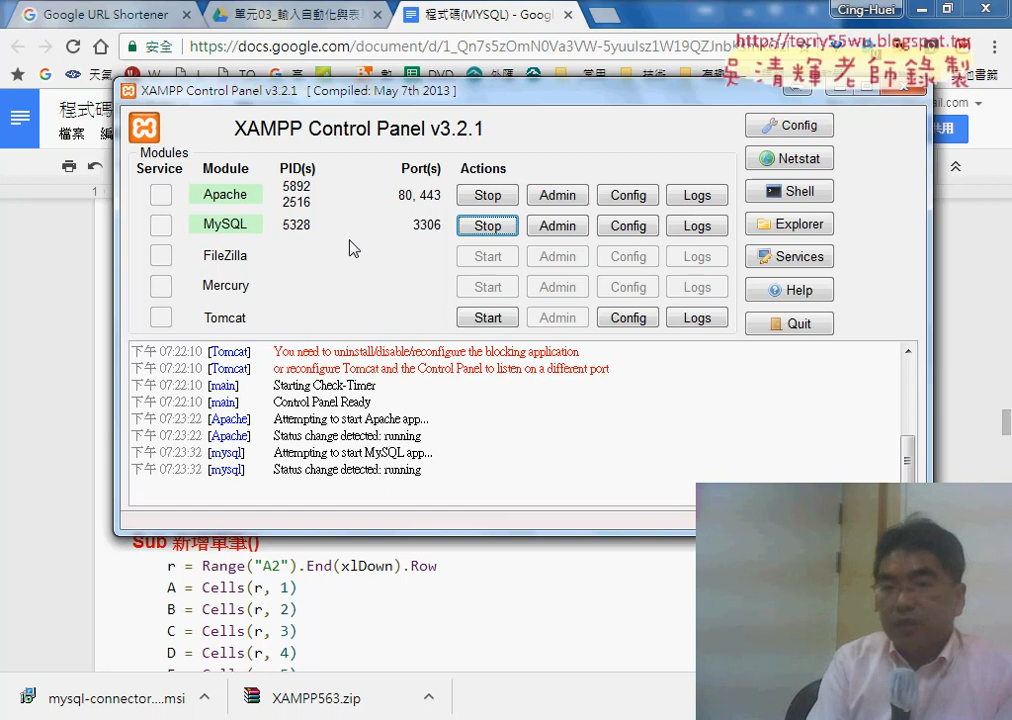 Cing-Huei
Google URL Shortener
單元03_輸入自動化與表
程式碼(MYSQL) - Goog
安全
https://docs.google.com/document/d/1_Qn7s5zOmN0Va3VW-5yuuIsz1W19QZJnb
http://terry55wu.blogspot.tw
吳清輝老師錄製
天氣
DVD
程式碼
檔案
XAMPP Control Panel v3.2.1 [ Compiled: May 7th 2013 ]
XAMPP Control Panel v3.2.1
Config
Modules
Service Module PID(s) Port(s) Actions
Netstat
Apache 5892 2516 80, 443 Stop Admin Config Logs
Shell
MySQL 5328 3306 Stop Admin Config Logs
Explorer
FileZilla Start Admin Config Logs
Services
Mercury Start Admin Config Logs
Help
Tomcat Start Admin Config Logs
Quit
下午 07:22:10 [Tomcat] You need to uninstall/disable/reconfigure the blocking application
下午 07:22:10 [Tomcat] or reconfigure Tomcat and the Control Panel to listen on a different port
下午 07:22:10 [main] Starting Check-Timer
下午 07:22:10 [main] Control Panel Ready
下午 07:23:22 [Apache] Attempting to start Apache app...
下午 07:23:22 [Apache] Status change detected: running
下午 07:23:32 [mysql] Attempting to start MySQL app...
下午 07:23:32 [mysql] Status change detected: running
Sub 新增單筆()
r = Range("A2").End(xlDown).Row
A = Cells(r, 1)
B = Cells(r, 2)
C = Cells(r, 3)
D = Cells(r, 4)
mysql-connector....msi
XAMPP563.zip